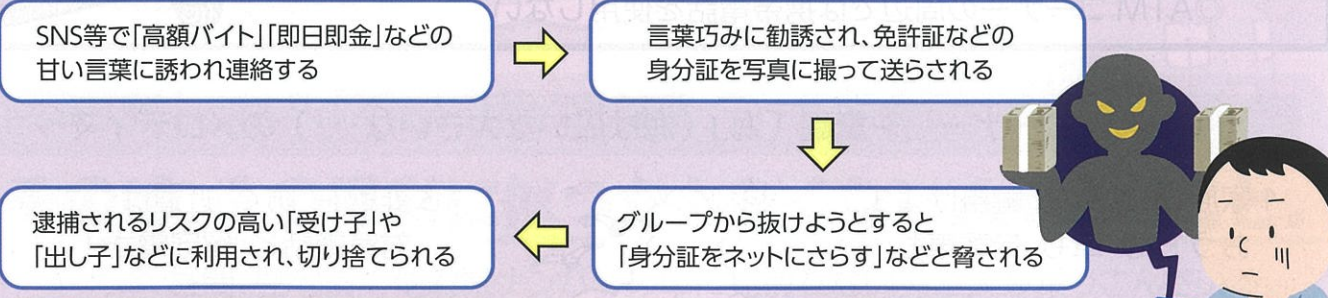 SNS等で「高額バイト」「即日即金」などの
甘い言葉に誘われ連絡する
言葉巧みに勧誘され、免許証などの
身分証を写真に撮って送らされる
グループから抜けようとすると
「身分証をネットにさらす」などと脅される
逮捕されるリスクの高い「受け子」や
「出し子」などに利用され、切り捨てられる